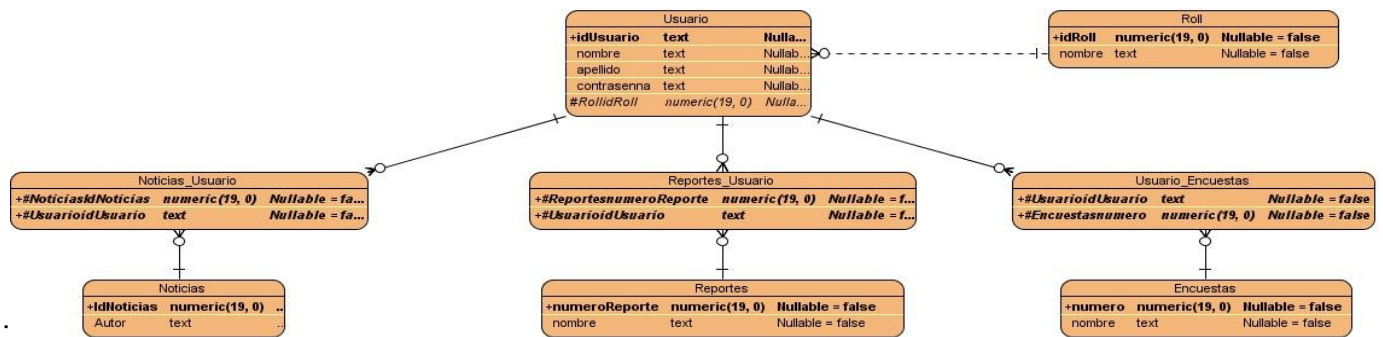 Usuario
+idUsuario text Nulla...
nombre text Nullab...
apellido text Nullab...
contrasenna text Nullab...
#RollidRoll numeric(19, 0) Nulla...
Roll
+idRoll numeric(19, 0) Nullable = false
nombre text Nullable = false
Noticias_Usuario
+#NoticiasIdNoticias numeric(19, 0) Nullable = fa...
+#UsuarioidUsuario text Nullable = fa...
Reportes_Usuario
+#ReportesnumeroReporte numeric(19, 0) Nullable = f...
+#UsuarioidUsuario text Nullable = f...
Usuario_Encuestas
+#UsuarioidUsuario text Nullable = false
+#Encuestasnumero numeric(19, 0) Nullable = false
Noticias
+IdNoticias numeric(19, 0) ..
Autor text ..
Reportes
+numeroReporte numeric(19, 0) Nullable = false
nombre text Nullable = false
Encuestas
+numero numeric(19, 0) Nullable = false
nombre text Nullable = false
.